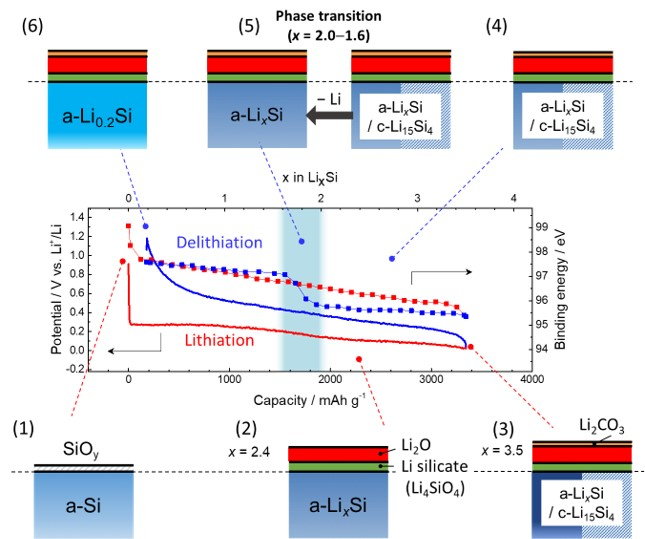 (6)
(5)
Phase transition
(x = 2.0–1.6)
(4)
a-Li0.2Si
a-LixSi
– Li
a-LixSi
/ c-Li15Si4
a-LixSi
/ c-Li15Si4
x in LixSi
0 1 2 3 4
1.4
1.2
1.0
0.8
0.6
0.4
0.2
0.0
-0.2
Potential / V vs. Li+/Li
Delithiation
Lithiation
99
98
97
96
95
94
Binding energy / eV
0 1000 2000 3000 4000
Capacity / mAh g-1
(1)
SiOy
a-Si
(2)
x = 2.4
Li2O
Li silicate
(Li4SiO4)
a-LixSi
(3)
x = 3.5
Li2CO3
a-LixSi
/ c-Li15Si4